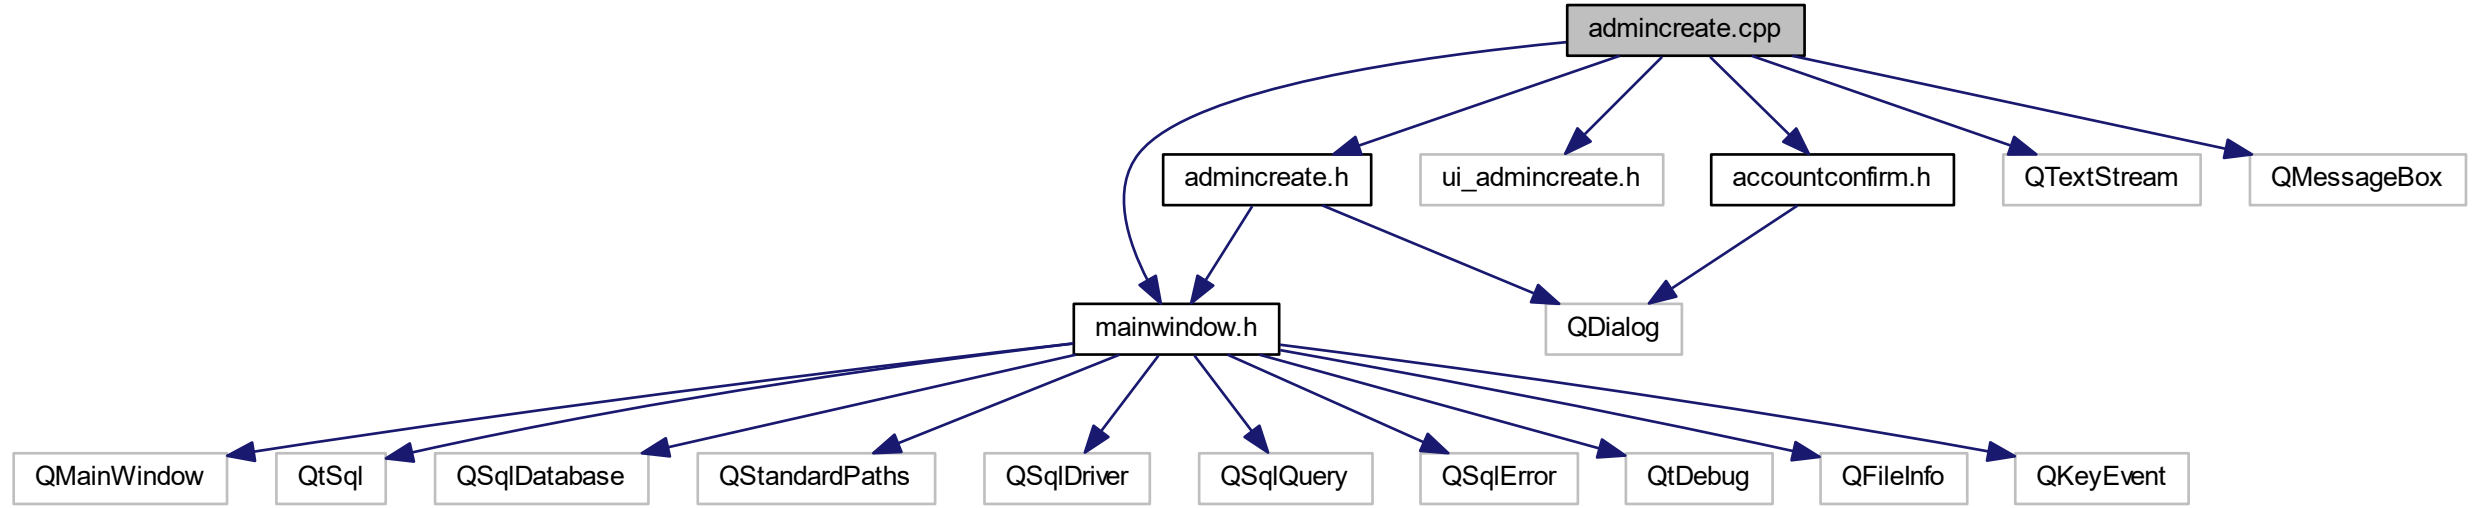 admincreate.cpp
admincreate.h
ui_admincreate.h
accountconfirm.h
QTextStream
QMessageBox
mainwindow.h
QDialog
QMainWindow
QtSql
QSqlDatabase
QStandardPaths
QSqlDriver
QSqlQuery
QSqlError
QtDebug
QFileInfo
QKeyEvent